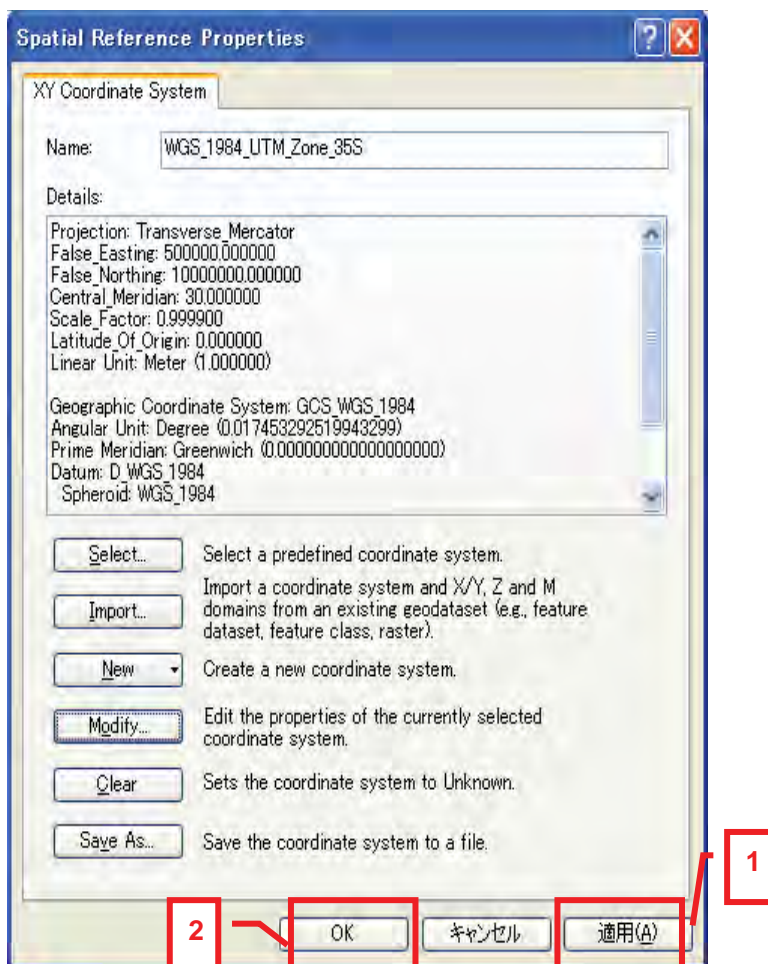 Spatial Reference Properties
XY Coordinate System
Name: WGS_1984_UTM_Zone_35S
Details:
Projection: Transverse_Mercator
False_Easting: 500000.000000
False_Northing: 10000000.000000
Central_Meridian: 30.000000
Scale_Factor: 0.999900
Latitude_Of_Origin: 0.000000
Linear Unit: Meter (1.000000)
Geographic Coordinate System: GCS_WGS_1984
Angular Unit: Degree (0.017453292519943299)
Prime Meridian: Greenwich (0.000000000000000000)
Datum: D_WGS_1984
Spheroid: WGS_1984
Select... Select a predefined coordinate system.
Import... Import a coordinate system and X/Y, Z and M
domains from an existing geodataset (e.g., feature
dataset, feature class, raster).
New Create a new coordinate system.
Modify... Edit the properties of the currently selected
coordinate system.
Clear Sets the coordinate system to Unknown.
Save As... Save the coordinate system to a file.
1
2
OK キャンセル 適用(A)